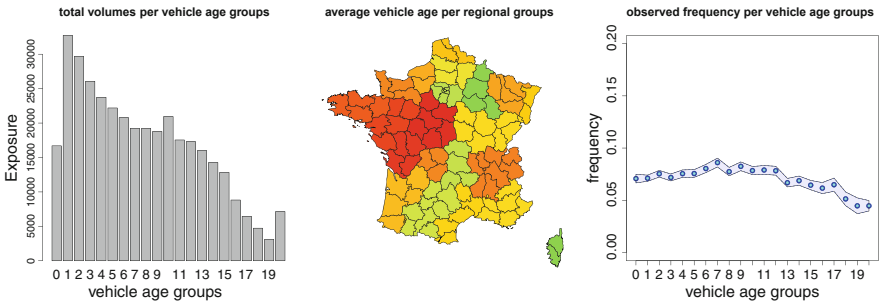 total volumes per vehicle age groups
Exposure
30000
25000
20000
15000
10000
5000
0
0 1 2 3 4 5 6 7 8 9 11 13 15 17 19
vehicle age groups
average vehicle age per regional groups
observed frequency per vehicle age groups
frequency
0.20
0.15
0.10
0.05
0.00
0 1 2 3 4 5 6 7 8 9 11 13 15 17 19
vehicle age groups